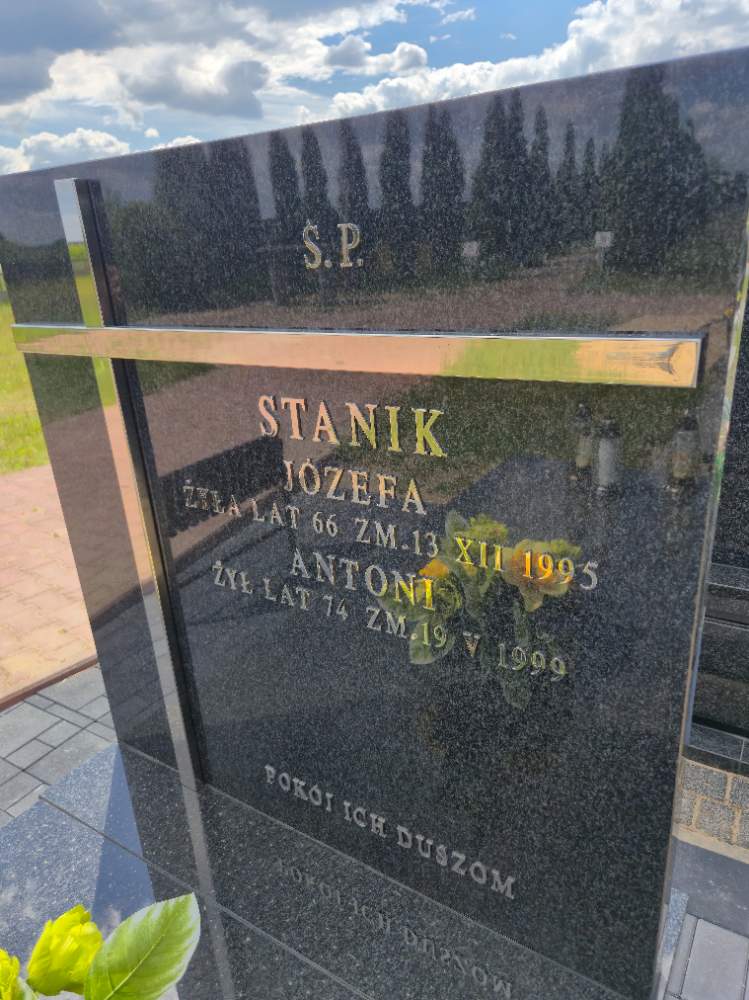 Ś.P.
STANIK
JÓZEFA
ŻYŁA LAT 66 ZM.13 XII 1995
ANTONI
ŻYŁ LAT 74 ZM.19 V 1999
POKÓJ ICH DUSZOM